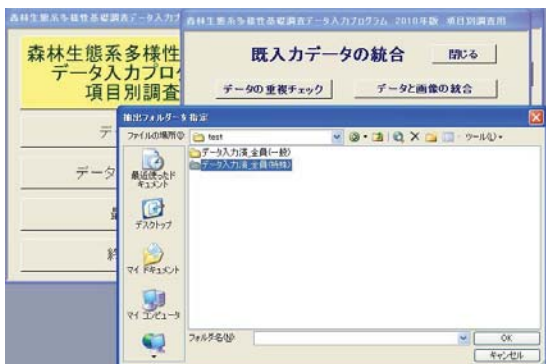 森林生態系多様性基礎調査データ入力プ
森林生態系多様性
データ入力プロ
項目別調査
デ
データ
終
森林生態系多様性基礎調査データ入力プログラム 2010年版 項目別調査用
既入力データの統合
閉じる
データの重複チェック
データと画像の統合
抽出フォルダーを指定
ファイルの場所(I):
test
ツール(L)
データ入力済_全員(一般)
データ入力済_全員(特殊)
最近使ったド
キュメント
デスクトップ
マイ ドキュメント
マイ コンピュータ
フォルダ名(N):
OK
キャンセル